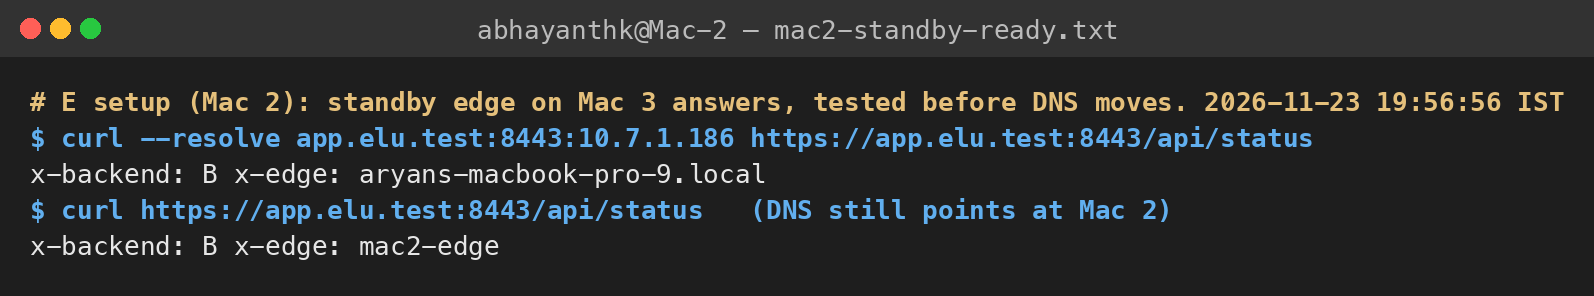 abhayanthk@Mac-2 — mac2-standby-ready.txt
# E setup (Mac 2): standby edge on Mac 3 answers, tested before DNS moves. 2026-11-23 19:56:56 IST
$ curl --resolve app.elu.test:8443:10.7.1.186 https://app.elu.test:8443/api/status
x-backend: B x-edge: aryans-macbook-pro-9.local
$ curl https://app.elu.test:8443/api/status   (DNS still points at Mac 2)
x-backend: B x-edge: mac2-edge